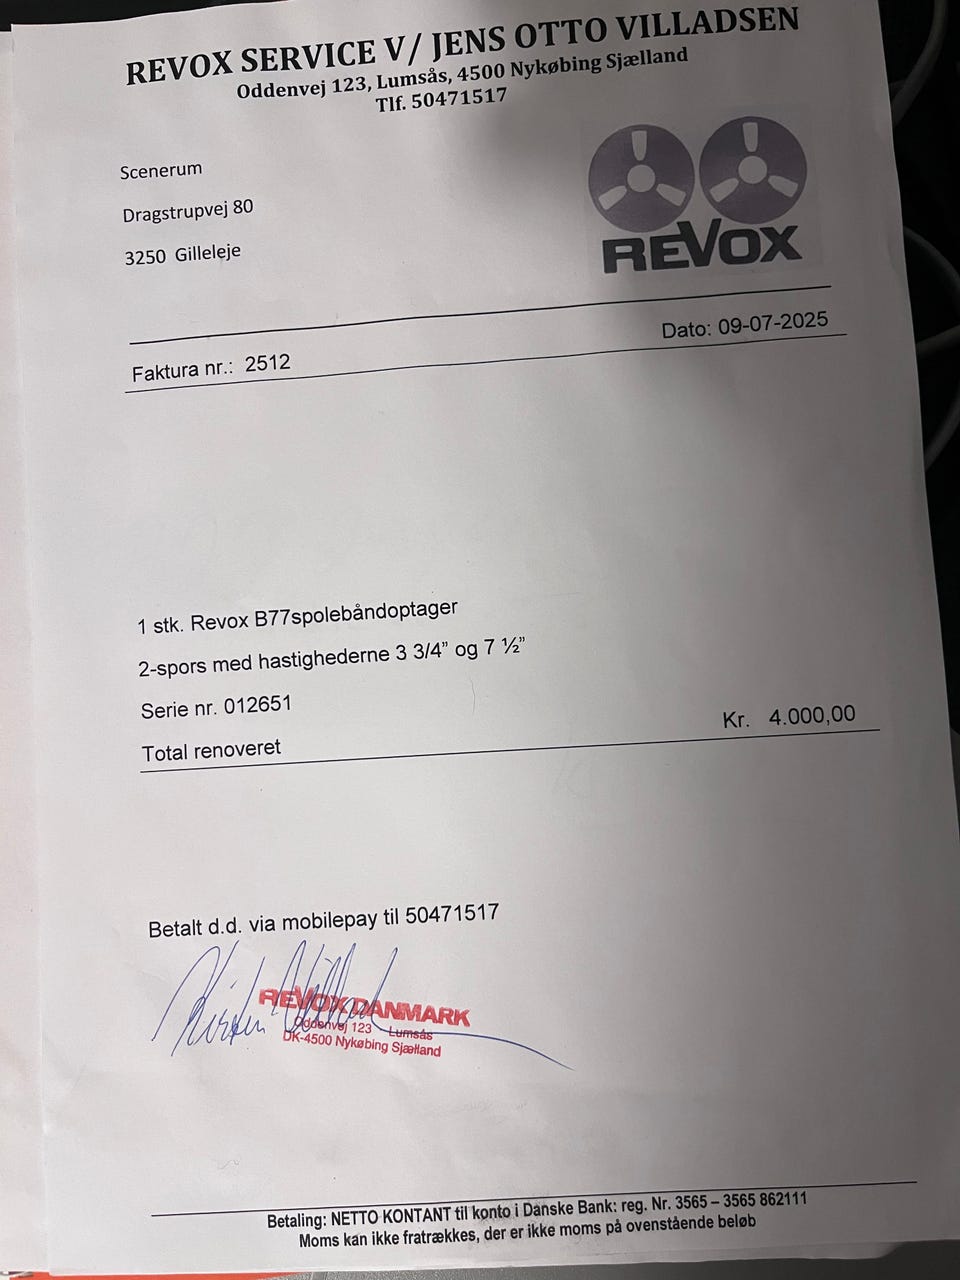 REVOX SERVICE V/ JENS OTTO VILLADSEN
Oddenvej 123, Lumsås, 4500 Nykøbing Sjælland
Tlf. 50471517
Scenerum
Dragstrupvej 80
3250 Gilleleje
REVOX
Dato: 09-07-2025
Faktura nr.: 2512
1 stk. Revox B77spolebåndoptager
2-spors med hastighederne 3 3/4” og 7 ½”
Serie nr. 012651
Total renoveret
Kr. 4.000,00
Betalt d.d. via mobilepay til 50471517
REVOX DANMARK
Oddenvej 123 Lumsås
DK-4500 Nykøbing Sjælland
Betaling: NETTO KONTANT til konto i Danske Bank: reg. Nr. 3565 – 3565 862111
Moms kan ikke fratrækkes, der er ikke moms på ovenstående beløb